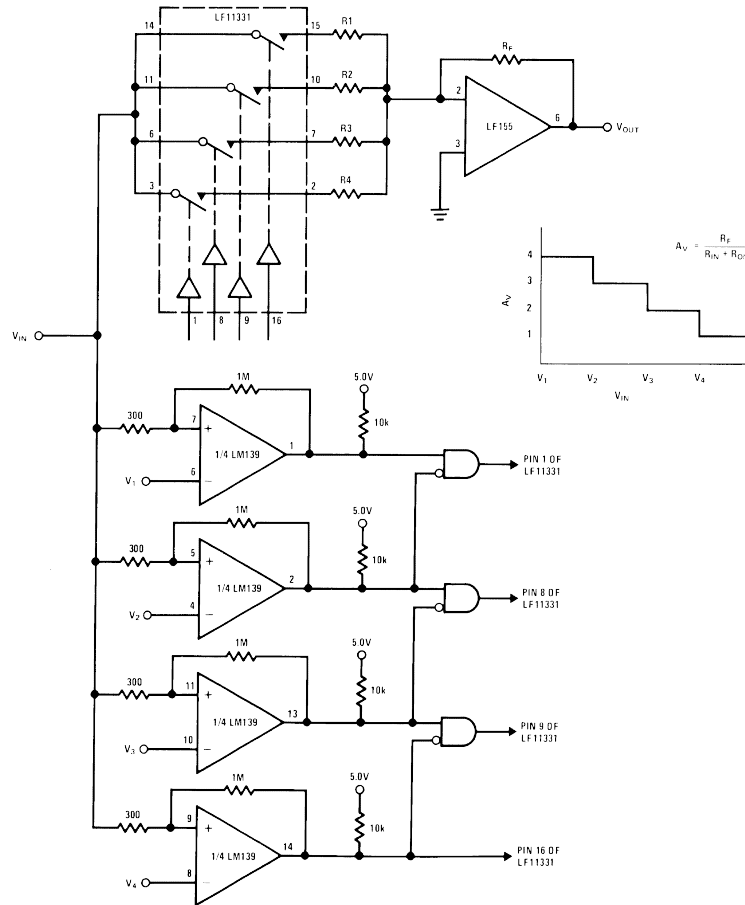 LF11331
14
15
R1
11
10
R2
6
7
R3
3
2
R4
1
8
9
16
RF
2
3
LF155
6
VOUT
AV = RF
RIN +
4
3
2
1
AV
V1
V2
V3
V4
VIN
VIN
1M
5.0V
300
7
+
1
10k
1/4 LM139
V1
6
−
PIN 1 OF
LF11331
1M
5.0V
300
5
+
2
10k
1/4 LM139
V2
4
−
PIN 8 OF
LF11331
1M
5.0V
300
11
+
13
10k
1/4 LM139
V3
10
−
PIN 9 OF
LF11331
1M
5.0V
300
9
+
14
10k
1/4 LM139
V4
8
−
PIN 16 OF
LF11331